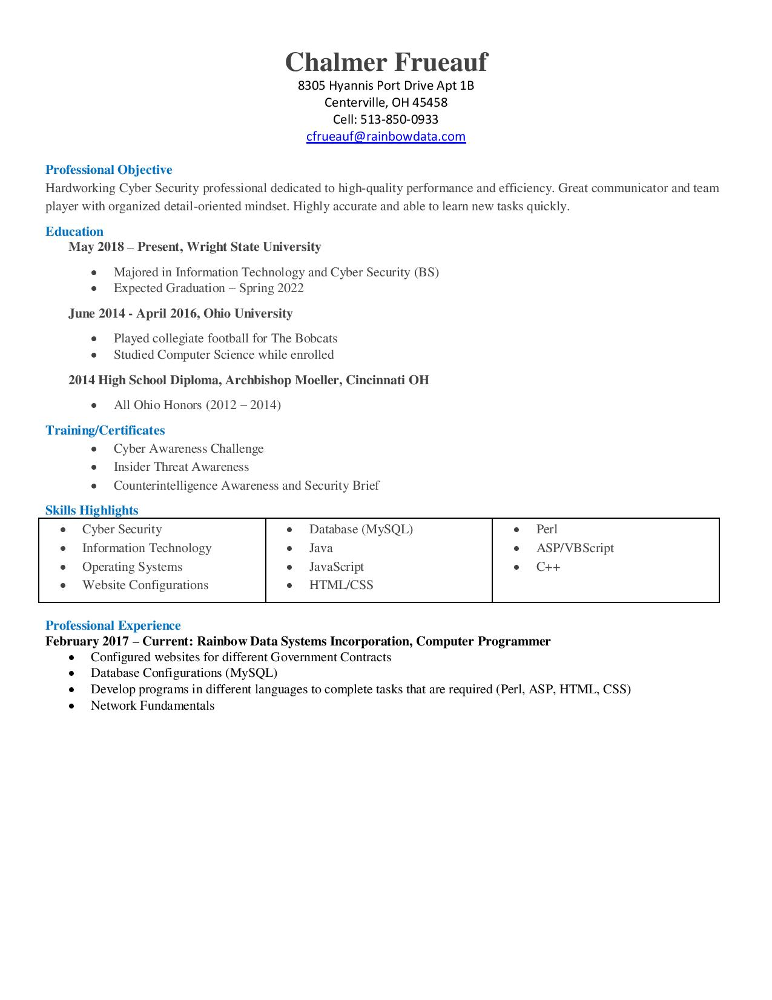 Chalmer Frueauf
8305 Hyannis Port Drive Apt 1B
Centerville, OH 45458
Cell: 513-850-0933
cfrueauf@rainbowdata.com
Professional Objective
Hardworking Cyber Security professional dedicated to high-quality performance and efficiency. Great communicator and team
player with organized detail-oriented mindset. Highly accurate and able to learn new tasks quickly.
Education
May 2018 – Present, Wright State University
• Majored in Information Technology and Cyber Security (BS)
• Expected Graduation – Spring 2022
June 2014 - April 2016, Ohio University
• Played collegiate football for The Bobcats
• Studied Computer Science while enrolled
2014 High School Diploma, Archbishop Moeller, Cincinnati OH
• All Ohio Honors (2012 – 2014)
Training/Certificates
• Cyber Awareness Challenge
• Insider Threat Awareness
• Counterintelligence Awareness and Security Brief
Skills Highlights
• Cyber Security
• Information Technology
• Operating Systems
• Website Configurations
• Database (MySQL)
• Java
• JavaScript
• HTML/CSS
• Perl
• ASP/VBScript
• C++
Professional Experience
February 2017 – Current: Rainbow Data Systems Incorporation, Computer Programmer
• Configured websites for different Government Contracts
• Database Configurations (MySQL)
• Develop programs in different languages to complete tasks that are required (Perl, ASP, HTML, CSS)
• Network Fundamentals